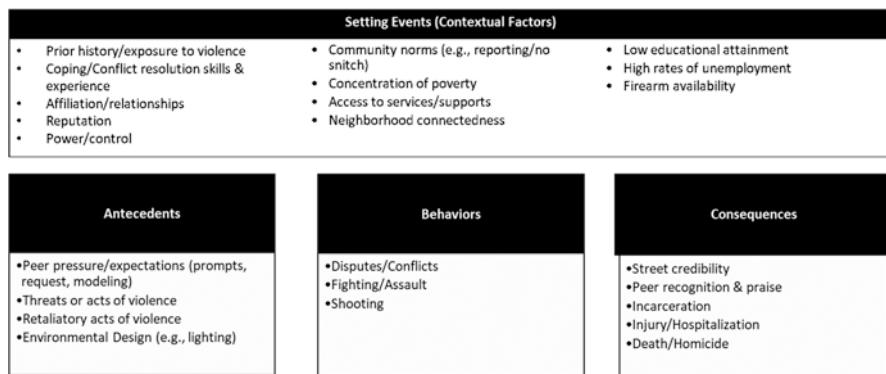 Setting Events (Contextual Factors)
• Prior history/exposure to violence
• Coping/Conflict resolution skills &
experience
• Affiliation/relationships
• Reputation
• Power/control
• Community norms (e.g., reporting/no
snitch)
• Concentration of poverty
• Access to services/supports
• Neighborhood connectedness
• Low educational attainment
• High rates of unemployment
• Firearm availability
Antecedents
•Peer pressure/expectations (prompts,
request, modeling)
•Threats or acts of violence
•Retaliatory acts of violence
•Environmental Design (e.g., lighting)
Behaviors
•Disputes/Conflicts
•Fighting/Assault
•Shooting
Consequences
•Street credibility
•Peer recognition & praise
•Incarceration
•Injury/Hospitalization
•Death/Homicide